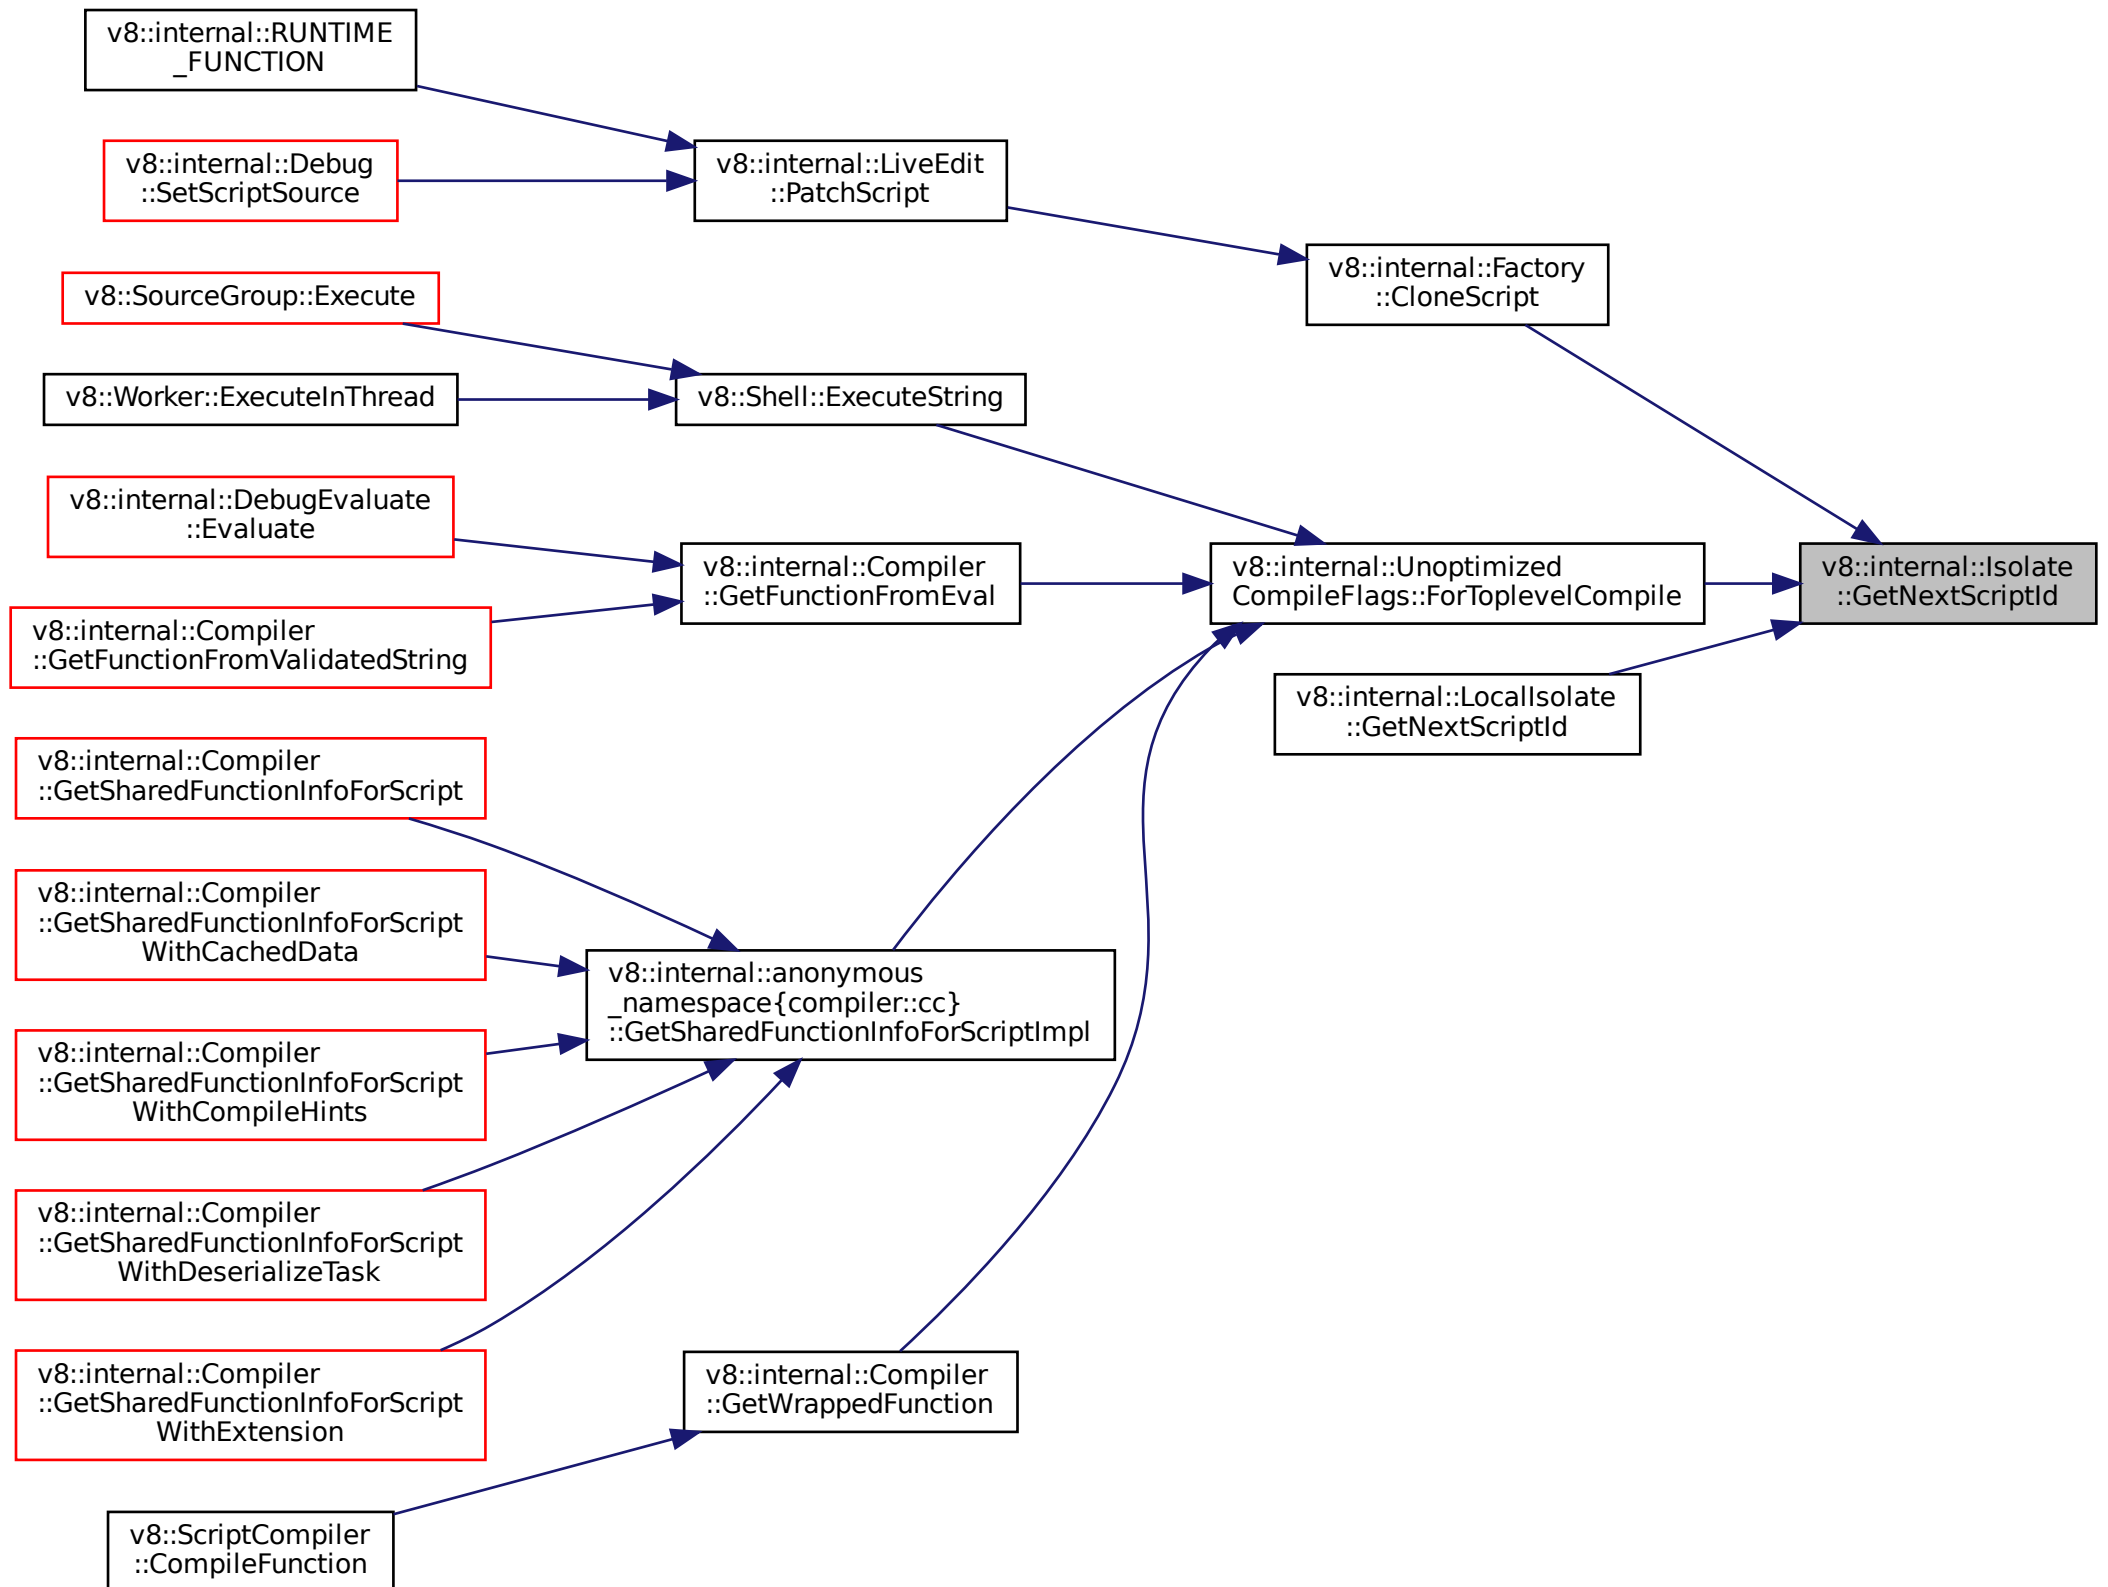 v8::internal::RUNTIME
_FUNCTION
v8::internal::Debug
::SetScriptSource
v8::internal::LiveEdit
::PatchScript
v8::internal::Factory
::CloneScript
v8::SourceGroup::Execute
v8::Worker::ExecuteInThread
v8::Shell::ExecuteString
v8::internal::DebugEvaluate
::Evaluate
v8::internal::Compiler
::GetFunctionFromEval
v8::internal::Unoptimized
CompileFlags::ForToplevelCompile
v8::internal::Isolate
::GetNextScriptId
v8::internal::Compiler
::GetFunctionFromValidatedString
v8::internal::LocalIsolate
::GetNextScriptId
v8::internal::Compiler
::GetSharedFunctionInfoForScript
v8::internal::Compiler
::GetSharedFunctionInfoForScript
WithCachedData
v8::internal::anonymous
_namespace{compiler::cc}
::GetSharedFunctionInfoForScriptImpl
v8::internal::Compiler
::GetSharedFunctionInfoForScript
WithCompileHints
v8::internal::Compiler
::GetSharedFunctionInfoForScript
WithDeserializeTask
v8::internal::Compiler
::GetSharedFunctionInfoForScript
WithExtension
v8::internal::Compiler
::GetWrappedFunction
v8::ScriptCompiler
::CompileFunction